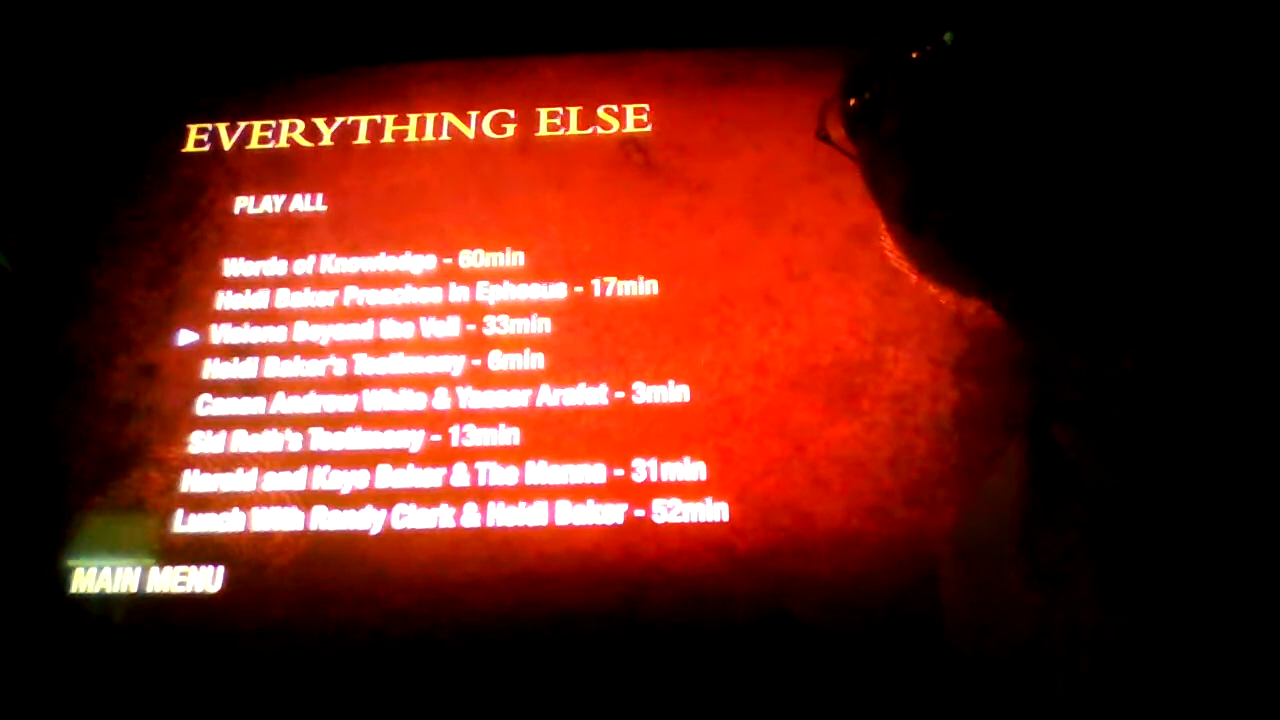 EVERYTHING ELSE
PLAY ALL
Words of Knowledge - 60min
Heidi Baker Preaches in Ephesus - 17min
Visions Beyond the Veil - 33min
Heidi Baker's Testimony - 6min
Canon Andrew White & Yasser Arafat - 3min
Sid Roth's Testimony - 13min
Harold and Kaye Baker & The Manna - 31min
Lunch With Randy Clark & Heidi Baker - 52min
MAIN MENU